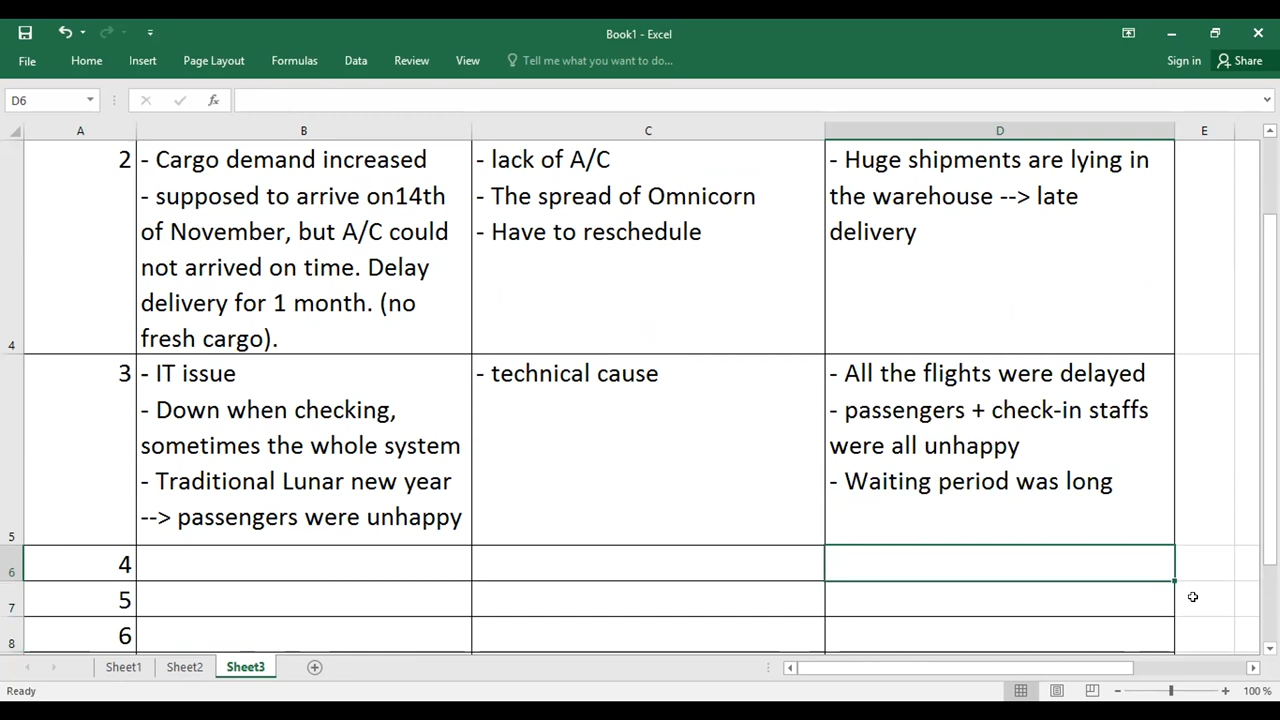 Book1 - Excel
File Home Insert Page Layout Formulas Data Review View Tell me what you want to do... Sign in Share
D6
A B C D E
2 - Cargo demand increased
- supposed to arrive on14th
of November, but A/C could
not arrived on time. Delay
delivery for 1 month. (no
fresh cargo).
- lack of A/C
- The spread of Omnicorn
- Have to reschedule
- Huge shipments are lying in
the warehouse --> late
delivery
4
3 - IT issue
- Down when checking,
sometimes the whole system
- Traditional Lunar new year
--> passengers were unhappy
- technical cause
- All the flights were delayed
- passengers + check-in staffs
were all unhappy
- Waiting period was long
5
6 4
7 5
8 6
Sheet1 Sheet2 Sheet3
Ready 100 %